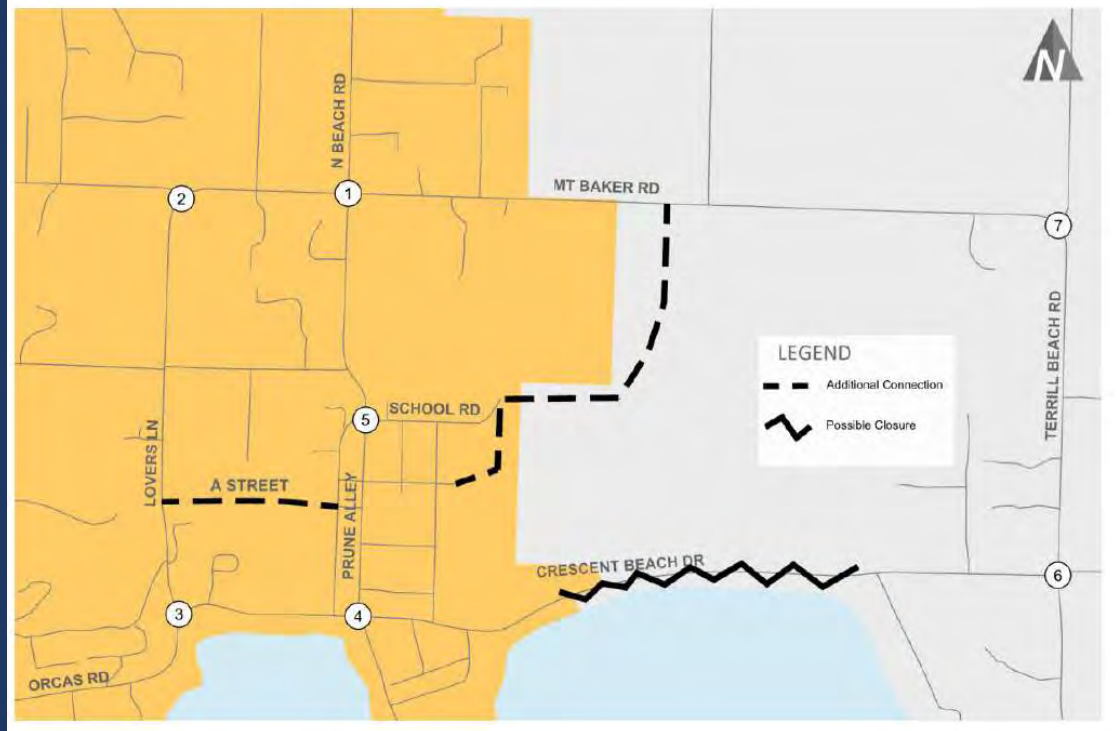 N
N BEACH RD
MT BAKER RD
2
1
7
LEGEND
Additional Connection
Possible Closure
TERRILL BEACH RD
SCHOOL RD
5
LOVERS LN
A STREET
PRUNE ALLEY
CRESCENT BEACH DR
6
3
4
ORCAS RD